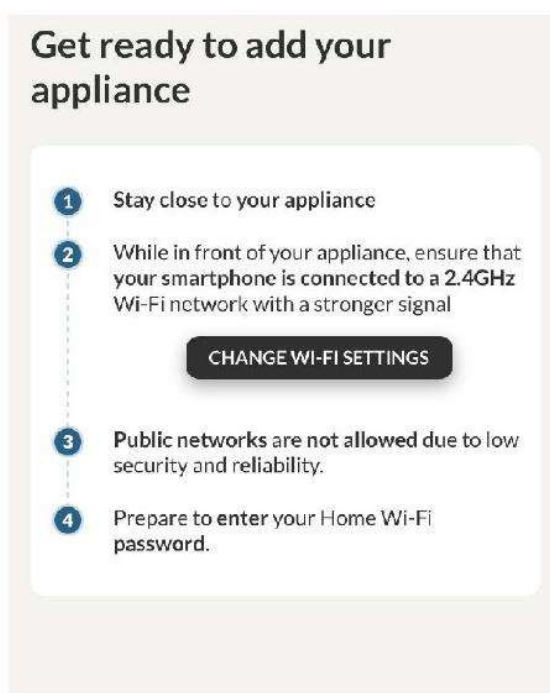 Get ready to add your
appliance
1 Stay close to your appliance
2 While in front of your appliance, ensure that
your smartphone is connected to a 2.4GHz
Wi-Fi network with a stronger signal
CHANGE WI-FI SETTINGS
3 Public networks are not allowed due to low
security and reliability.
4 Prepare to enter your Home Wi-Fi
password.